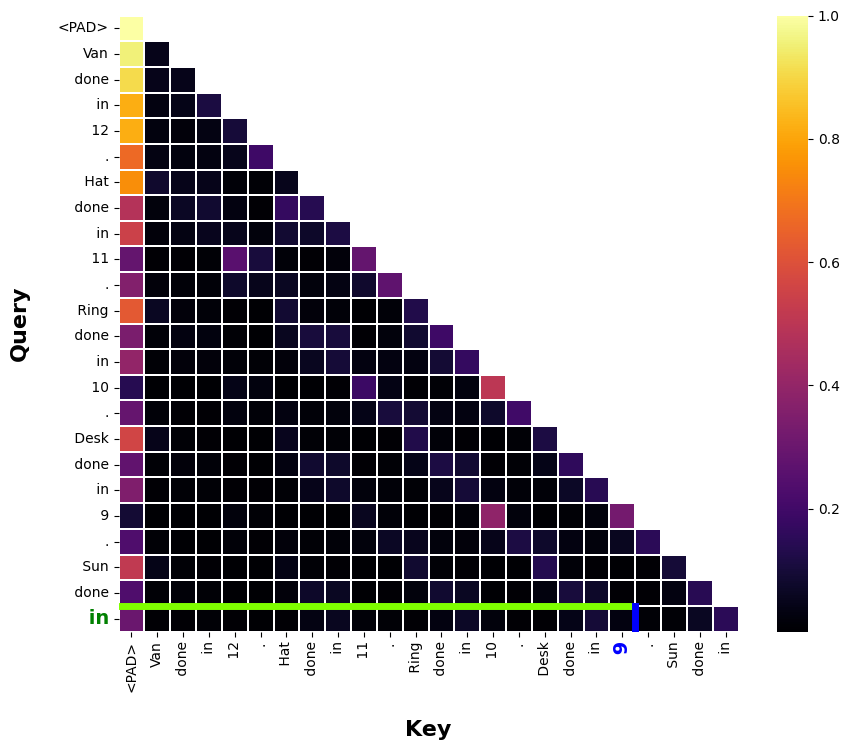 <PAD>
Van
done
in
12
.
Hat
done
in
11
.
Ring
done
in
10
.
Desk
done
in
9
.
Sun
done
in
Query
<PAD>
Van
done
in
12
.
Hat
done
in
11
.
Ring
done
in
10
.
Desk
done
in
9
.
Sun
done
in
Key
1.0
0.8
0.6
0.4
0.2